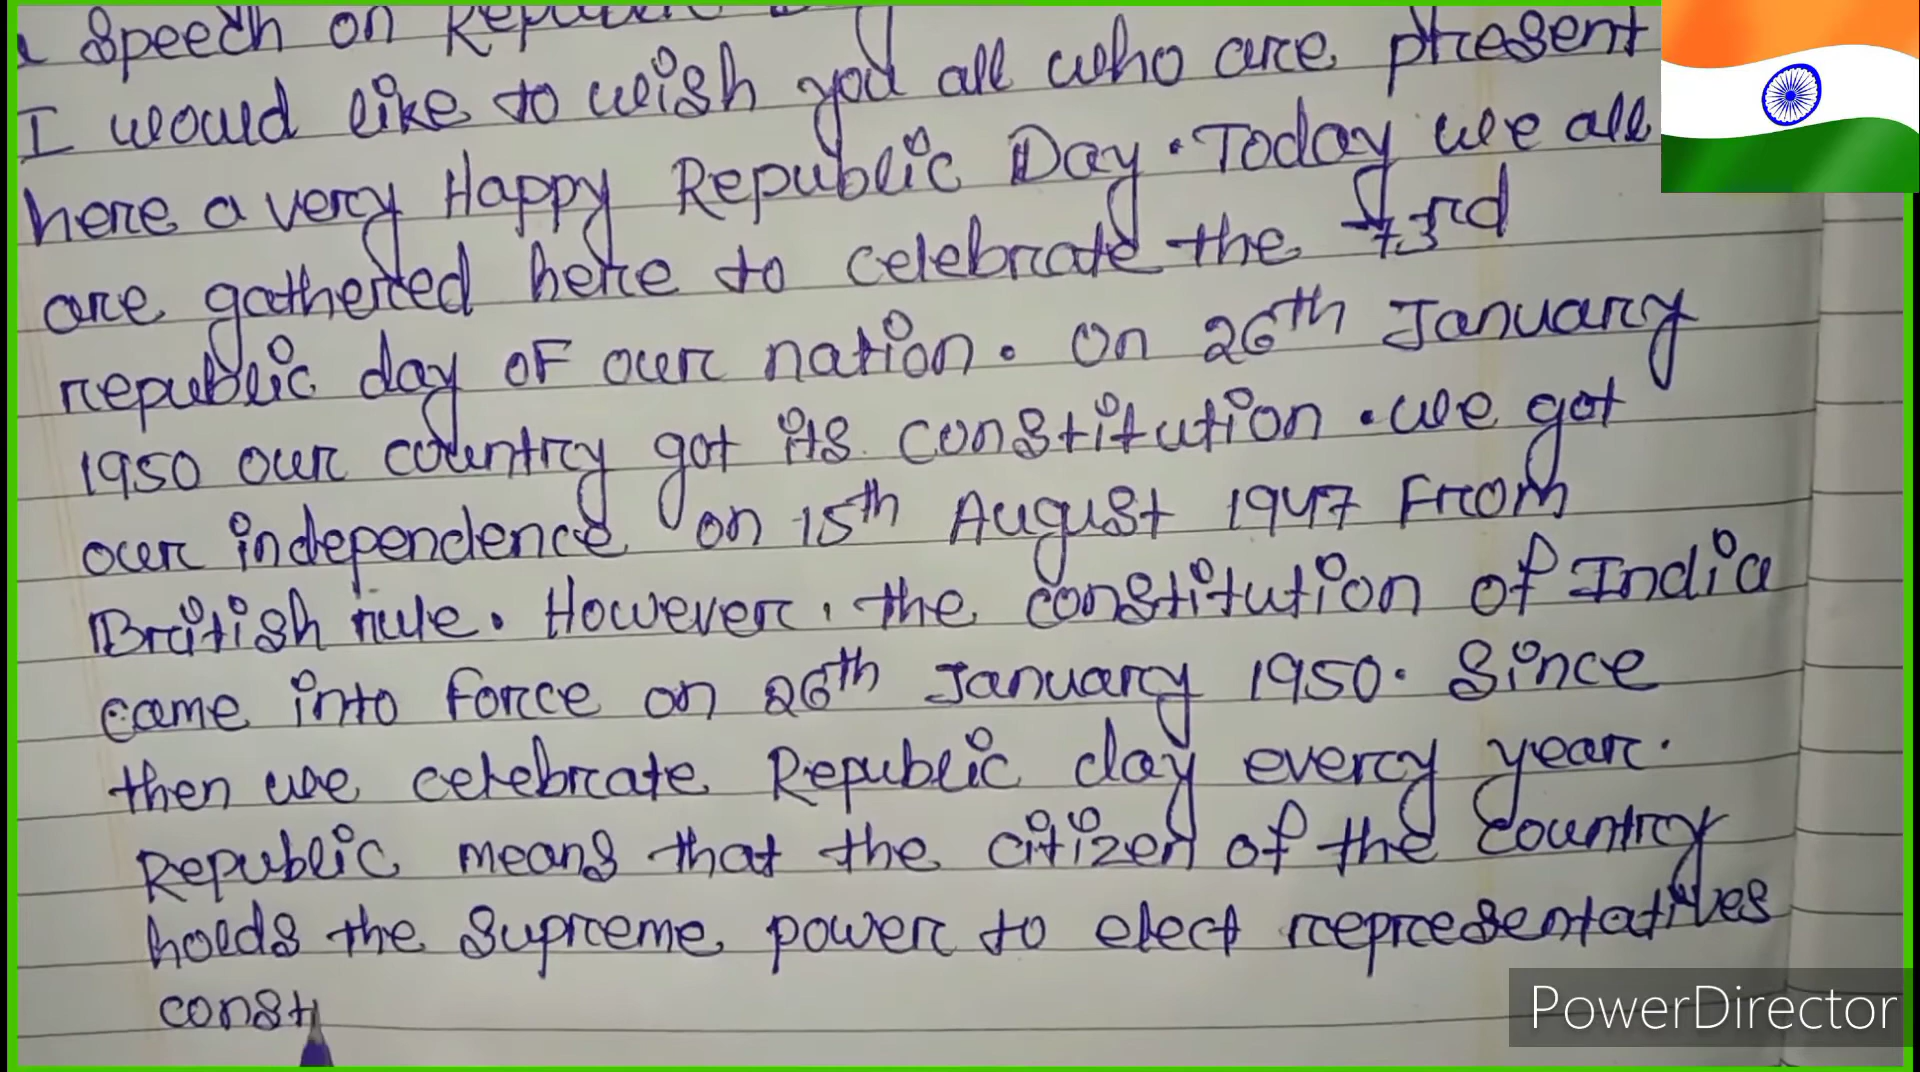 a speech on Republic Day
I would like to wish you all who are present
here a very Happy Republic Day. Today we all
are gathered here to celebrate the 73rd
republic day of our nation. On 26th January
1950 our country got its constitution. we got
our independence on 15th August 1947 From
British rule. However, the constitution of India
came into force on 26th January 1950. Since
then we celebrate Republic day every year.
Republic means that the citizen of the country
holds the supreme power to elect representatives
const
PowerDirector